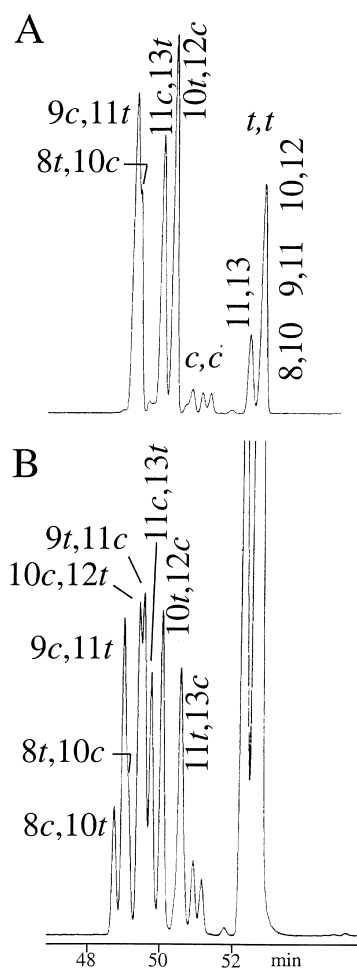 A
9c,11t
8t,10c
11c,13t
10t,12c
t,t
c,c
11,13
8,10 9,11 10,12
B
11c,13t
9t,11c
10c,12t
10t,12c
9c,11t
11t,13c
8t,10c
8c,10t
48 50 52 min